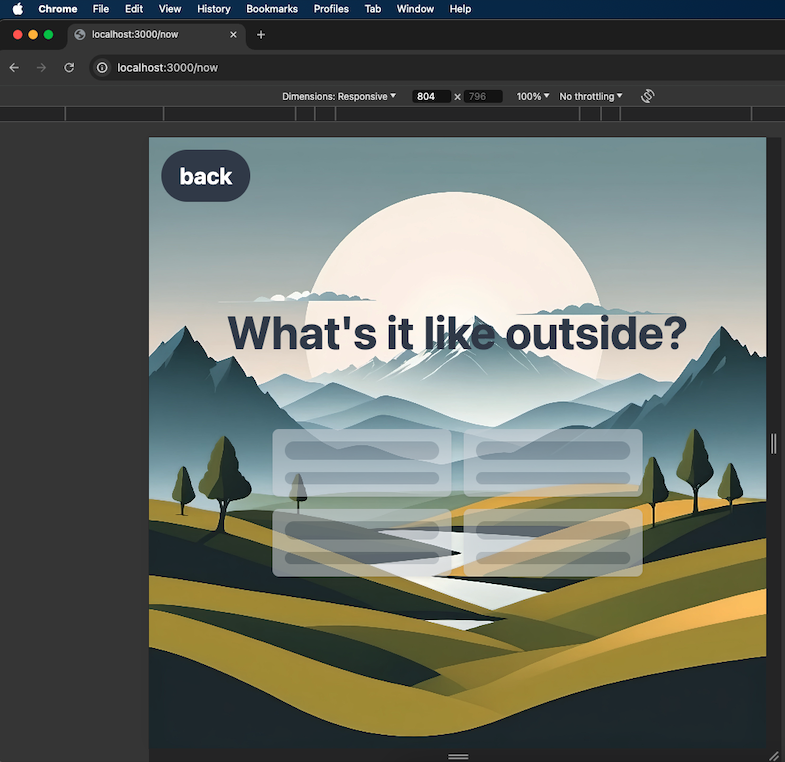 Chrome File Edit View History Bookmarks Profiles Tab Window Help
localhost:3000/now
localhost:3000/now
Dimensions: Responsive 804 × 796 100% No throttling
back
What's it like outside?